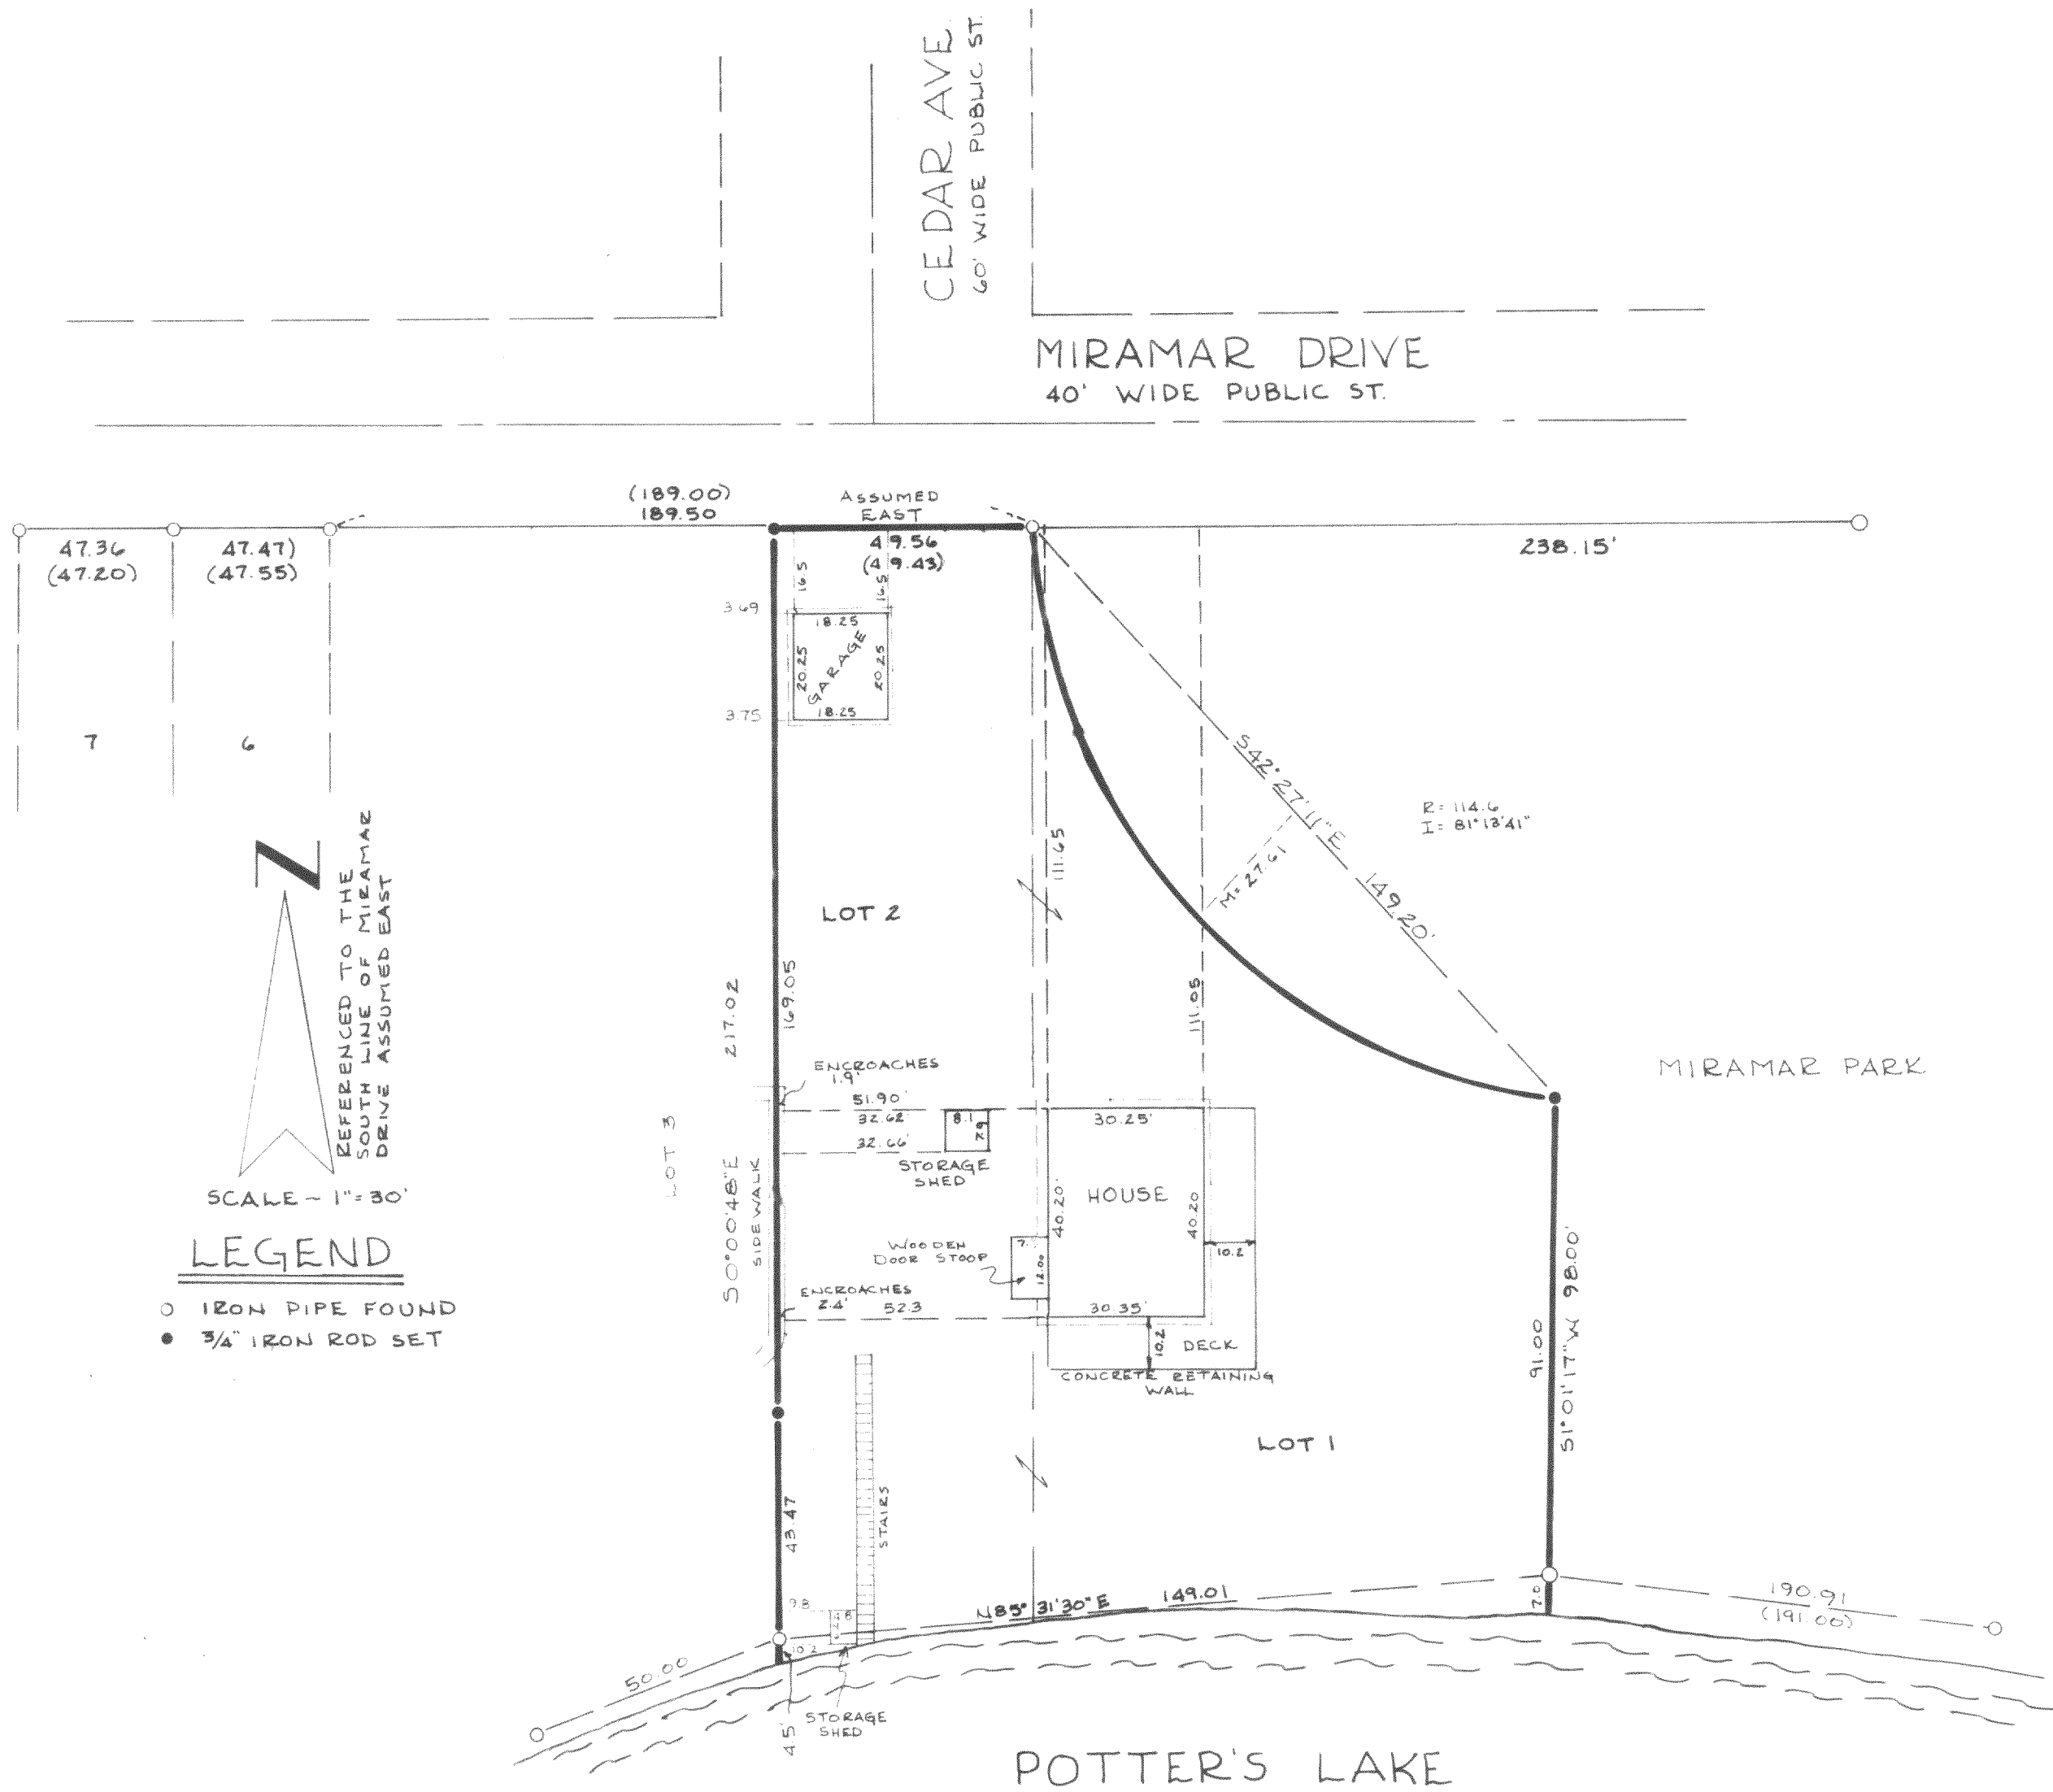 CEDAR AVE.
60' WIDE PUBLIC ST.
MIRAMAR DRIVE
40' WIDE PUBLIC ST.
(189.00)
189.50
ASSUMED
EAST
49.56
(49.43)
47.36
(47.20)
47.47)
(47.55)
238.15'
7
6
16.5
16.5
3.69
18.25
20.25
GARAGE
20.25
3.75
18.25
S42°27'11"E 149.20'
M=27.61
R= 114.6
I= 81°13'41"
111.65
111.05
LOT 2
N
REFERENCED TO THE
SOUTH LINE OF MIRAMAR
DRIVE ASSUMED EAST
SCALE ~ 1"=30'
LEGEND
IRON PIPE FOUND
3/4" IRON ROD SET
LOT 3
S0°00'48"E 217.02
169.05
SIDEWALK
ENCROACHES
1.9'
51.90'
32.62'
32.66'
8.1
7.9
STORAGE
SHED
30.25'
HOUSE
40.20'
40.20
WOODEN
DOOR STOOP
7.
12.00
10.2
ENCROACHES
2.4'
52.3
30.35'
10.2
DECK
CONCRETE RETAINING
WALL
MIRAMAR PARK
91.00
S1°01'17"W 98.00'
LOT 1
STAIRS
43.47
9.8
4.8
10.2
N85°31'30"E 149.01
7.0
190.91
(191.00)
50.00
4.5'
STORAGE
SHED
POTTER'S LAKE